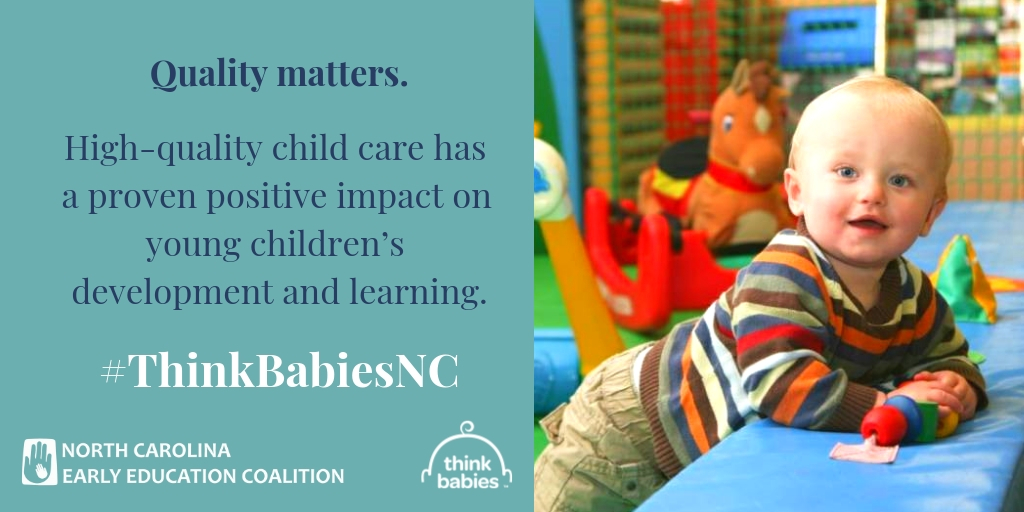 Quality matters.
High-quality child care has
a proven positive impact on
young children’s
development and learning.
#ThinkBabiesNC
NORTH CAROLINA
EARLY EDUCATION COALITION
think
babies™